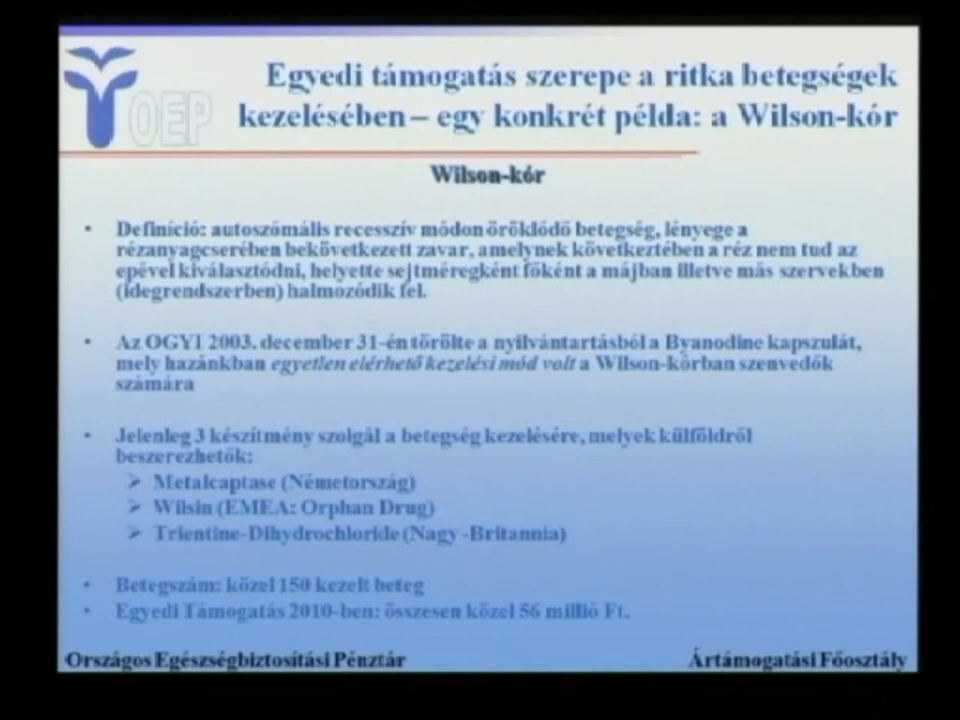 Egyedi támogatás szerepe a ritka betegségek
kezelésében – egy konkrét példa: a Wilson-kór
OEP
Wilson-kór
• Definíció: autoszómális recesszív módon öröklődő betegség, lényege a
rézanyagcserében bekövetkezett zavar, amelynek következtében a réz nem tud az
epével kiválasztódni, helyette sejtméregként főként a májban illetve más szervekben
(idegrendszerben) halmozódik fel.
• Az OGYI 2003. december 31-én törölte a nyilvántartásból a Byanodine kapszulát,
mely hazánkban egyetlen elérhető kezelési mód volt a Wilson-kórban szenvedők
számára
• Jelenleg 3 készítmény szolgál a betegség kezelésére, melyek külföldről
beszerezhetők:
➢ Metalcaptase (Németország)
➢ Wilsin (EMEA: Orphan Drug)
➢ Trientine-Dihydrochloride (Nagy -Britannia)
• Betegszám: közel 150 kezelt beteg
• Egyedi Támogatás 2010-ben: összesen közel 56 millió Ft.
Országos Egészségbiztosítási Pénztár
Ártámogatási Főosztály